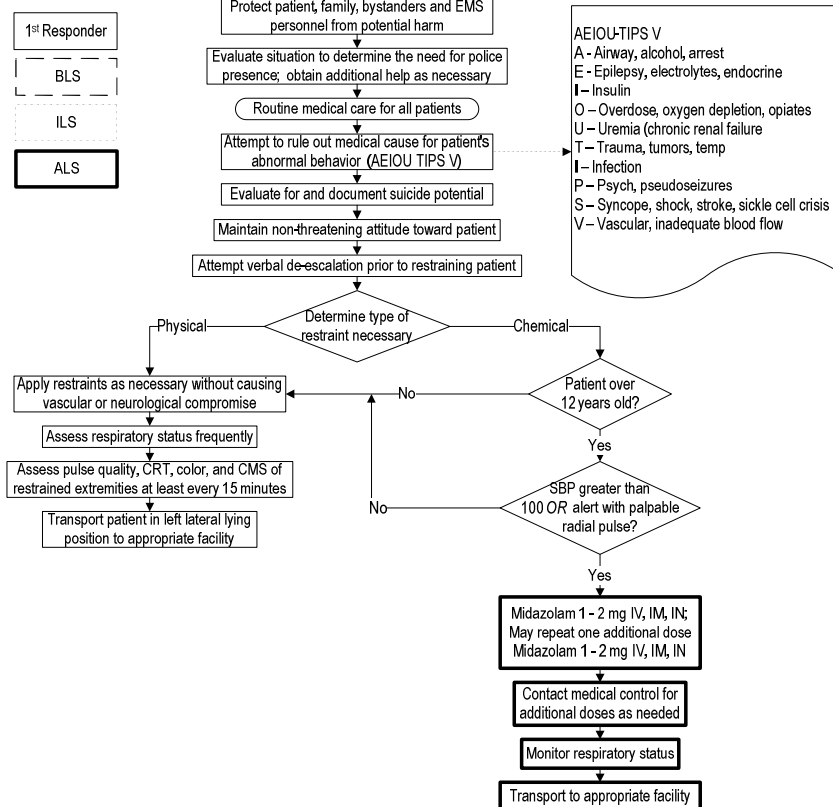 1st Responder
BLS
ILS
ALS
Protect patient, family, bystanders and EMS
personnel from potential harm
Evaluate situation to determine the need for police
presence; obtain additional help as necessary
Routine medical care for all patients
Attempt to rule out medical cause for patient's
abnormal behavior (AEIOU TIPS V)
Evaluate for and document suicide potential
Maintain non-threatening attitude toward patient
Attempt verbal de-escalation prior to restraining patient
Determine type of
restraint necessary
AEIOU-TIPS V
A - Airway, alcohol, arrest
E - Epilepsy, electrolytes, endocrine
I – Insulin
O – Overdose, oxygen depletion, opiates
U – Uremia (chronic renal failure
T – Trauma, tumors, temp
I – Infection
P – Psych, pseudoseizures
S – Syncope, shock, stroke, sickle cell crisis
V – Vascular, inadequate blood flow
Physical
Apply restraints as necessary without causing
vascular or neurological compromise
Assess respiratory status frequently
Assess pulse quality, CRT, color, and CMS of
restrained extremities at least every 15 minutes
Transport patient in left lateral lying
position to appropriate facility
Chemical
Patient over
12 years old?
No
Yes
SBP greater than
100 OR alert with palpable
radial pulse?
No
Yes
Midazolam 1 - 2 mg IV, IM, IN;
May repeat one additional dose
Midazolam 1 - 2 mg IV, IM, IN
Contact medical control for
additional doses as needed
Monitor respiratory status
Transport to appropriate facility